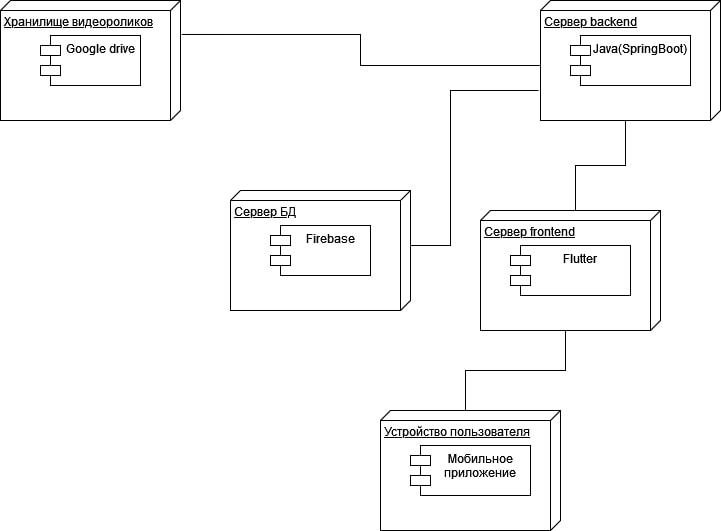 Хранилище видеороликов
Google drive
Сервер backend
Java(SpringBoot)
Сервер БД
Firebase
Сервер frontend
Flutter
Устройство пользователя
Мобильное
приложение